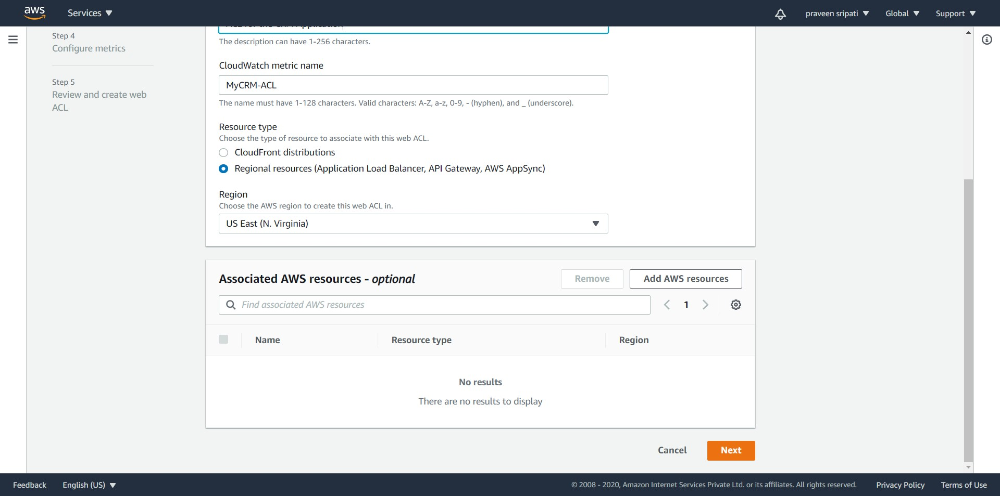 aws
Services
praveen sripati
Global
Support
Step 4
Configure metrics
Step 5
Review and create web
ACL
The description can have 1-256 characters.
CloudWatch metric name
MyCRM-ACL
The name must have 1-128 characters. Valid characters: A-Z, a-z, 0-9, - (hyphen), and _ (underscore).
Resource type
Choose the type of resource to associate with this web ACL.
CloudFront distributions
Regional resources (Application Load Balancer, API Gateway, AWS AppSync)
Region
Choose the AWS region to create this web ACL in.
US East (N. Virginia)
Associated AWS resources - optional
Remove
Add AWS resources
Find associated AWS resources
1
Name
Resource type
Region
No results
There are no results to display
Cancel
Next
Feedback
English (US)
© 2008 - 2020, Amazon Internet Services Private Ltd. or its affiliates. All rights reserved.
Privacy Policy
Terms of Use